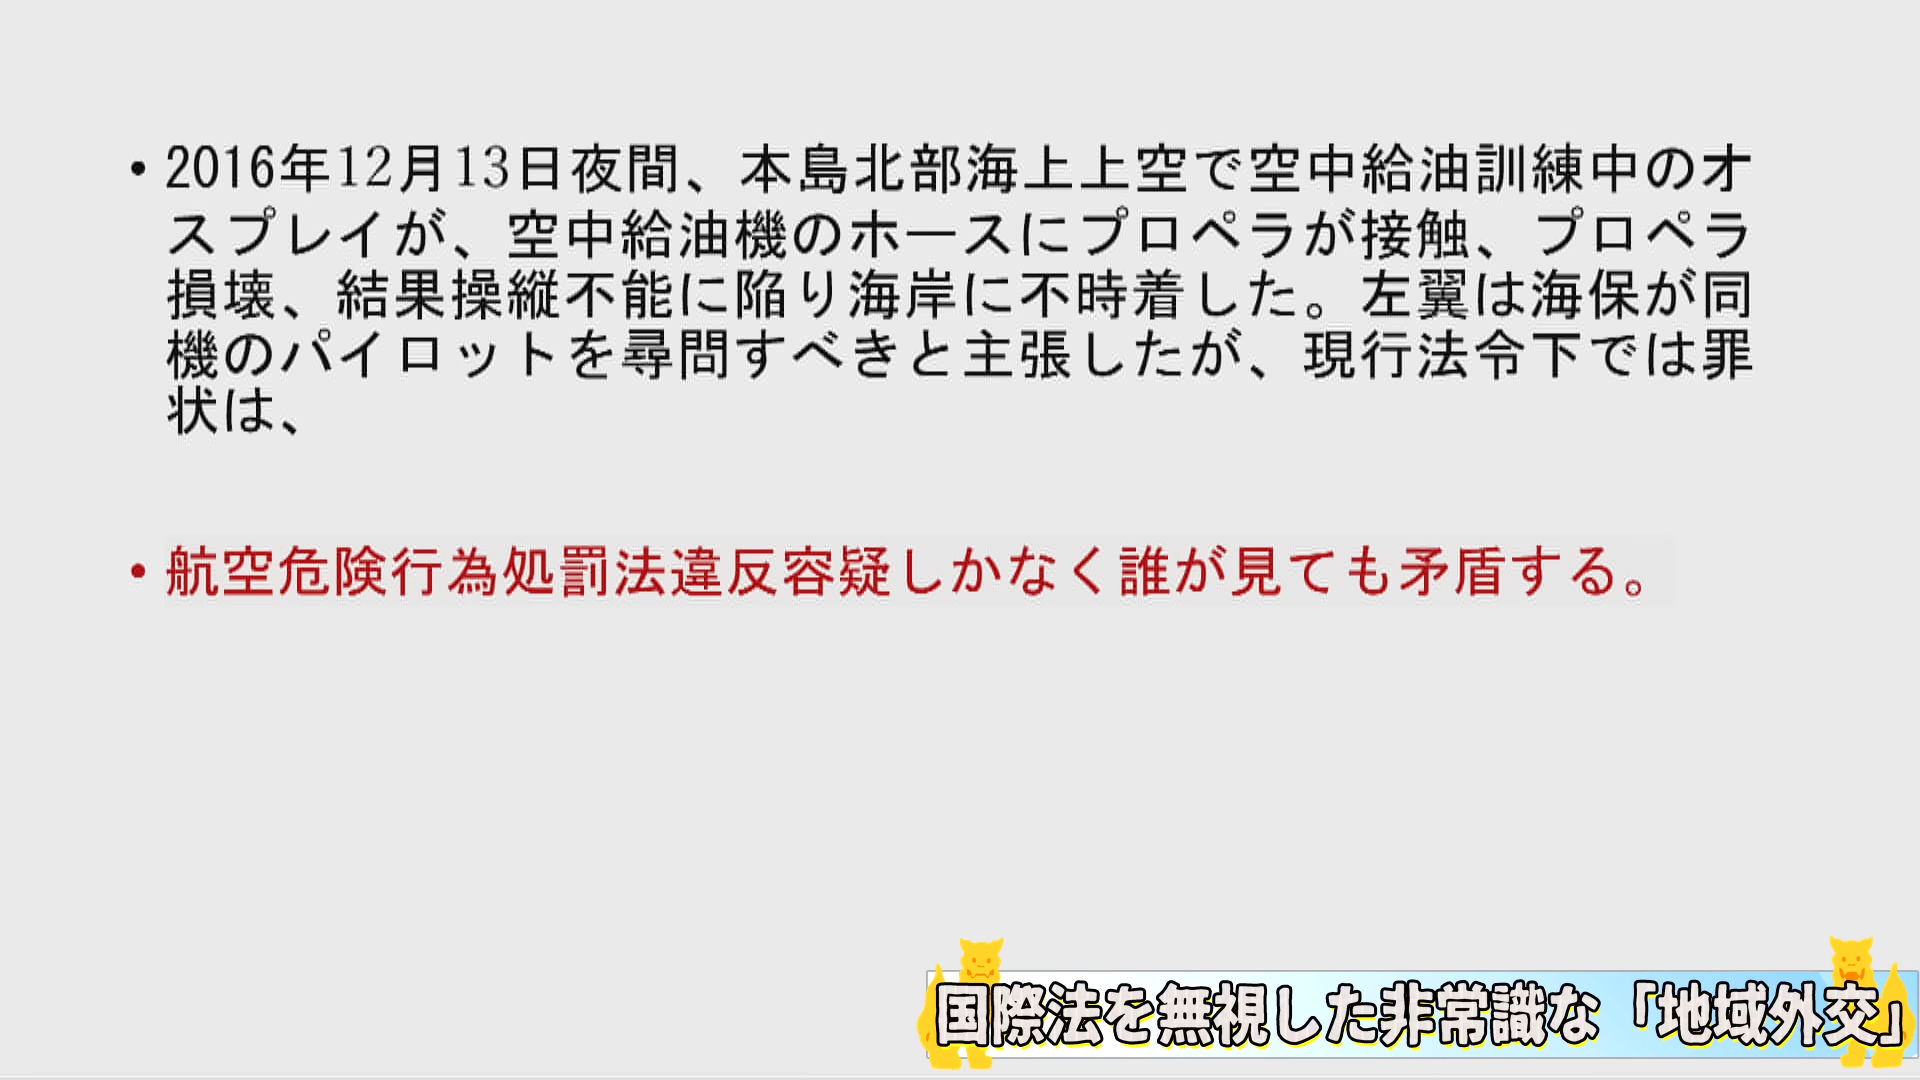 • 2016年12月13日夜間、本島北部海上上空で空中給油訓練中のオ
スプレイが、空中給油機のホースにプロペラが接触、プロペラ
損壊、結果操縦不能に陥り海岸に不時着した。左翼は海保が同
機のパイロットを尋問すべきと主張したが、現行法令下では罪
状は、
• 航空危険行為処罰法違反容疑しかなく誰が見ても矛盾する。
国際法を無視した非常識な「地域外交」